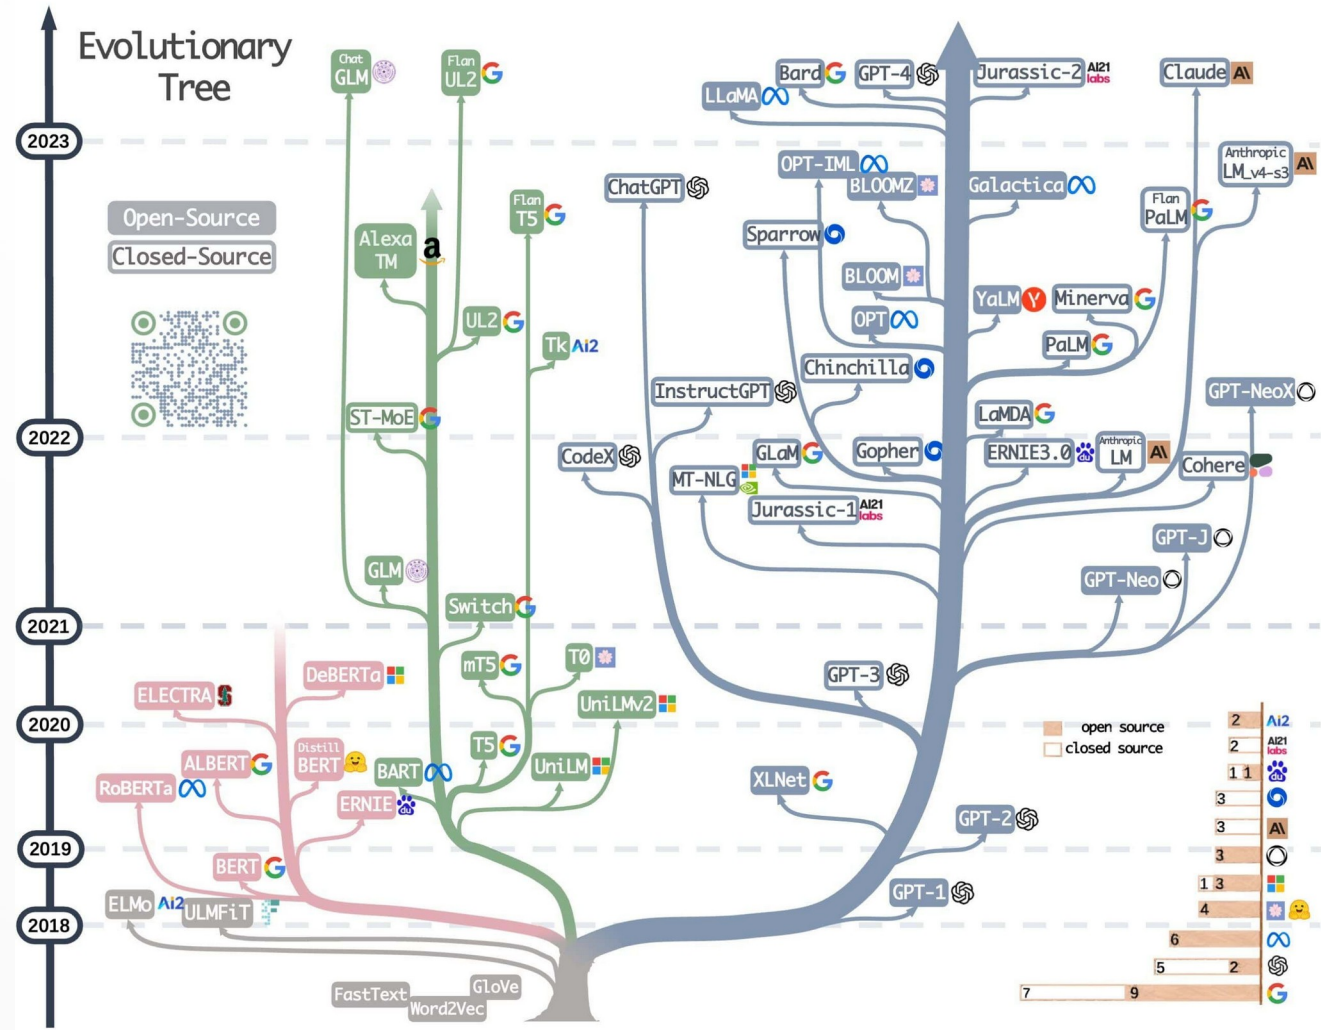 Evolutionary
Tree
2023
2022
2021
2020
2019
2018
Open-Source
Closed-Source
Chat
GLM
Flan
UL2
G
LLaMA
Bard
G
GPT-4
Jurassic-2
AI21
labs
Claude
A\
OPT-IML
BLOOMZ
Galactica
Anthropic
LM_v4-s3
A\
ChatGPT
Flan
T5
G
Flan
PaLM
G
Alexa
TM
a
Sparrow
BLOOM
YaLM
Y
Minerva
G
UL2
G
OPT
Tk
Ai2
PaLM
G
Chinchilla
InstructGPT
GPT-NeoX
ST-MoE
G
LaMDA
G
CodeX
GLaM
G
Gopher
ERNIE3.0
du
Anthropic
LM
A\
Cohere
MT-NLG
Jurassic-1
AI21
labs
GPT-J
GLM
GPT-Neo
Switch
G
mT5
G
T0
DeBERTa
ELECTRA
S
UniLMv2
GPT-3
T5
G
ALBERT
G
Distill
BERT
BART
UniLM
RoBERTa
XLNet
G
ERNIE
du
GPT-2
BERT
G
ELMo
Ai2
ULMFiT
F
GPT-1
FastText
Word2Vec
GloVe
open source
closed source
2
Ai2
2
AI21
labs
1 1
du
3
3
A\
3
1 3
4
6
5 2
7 9
G